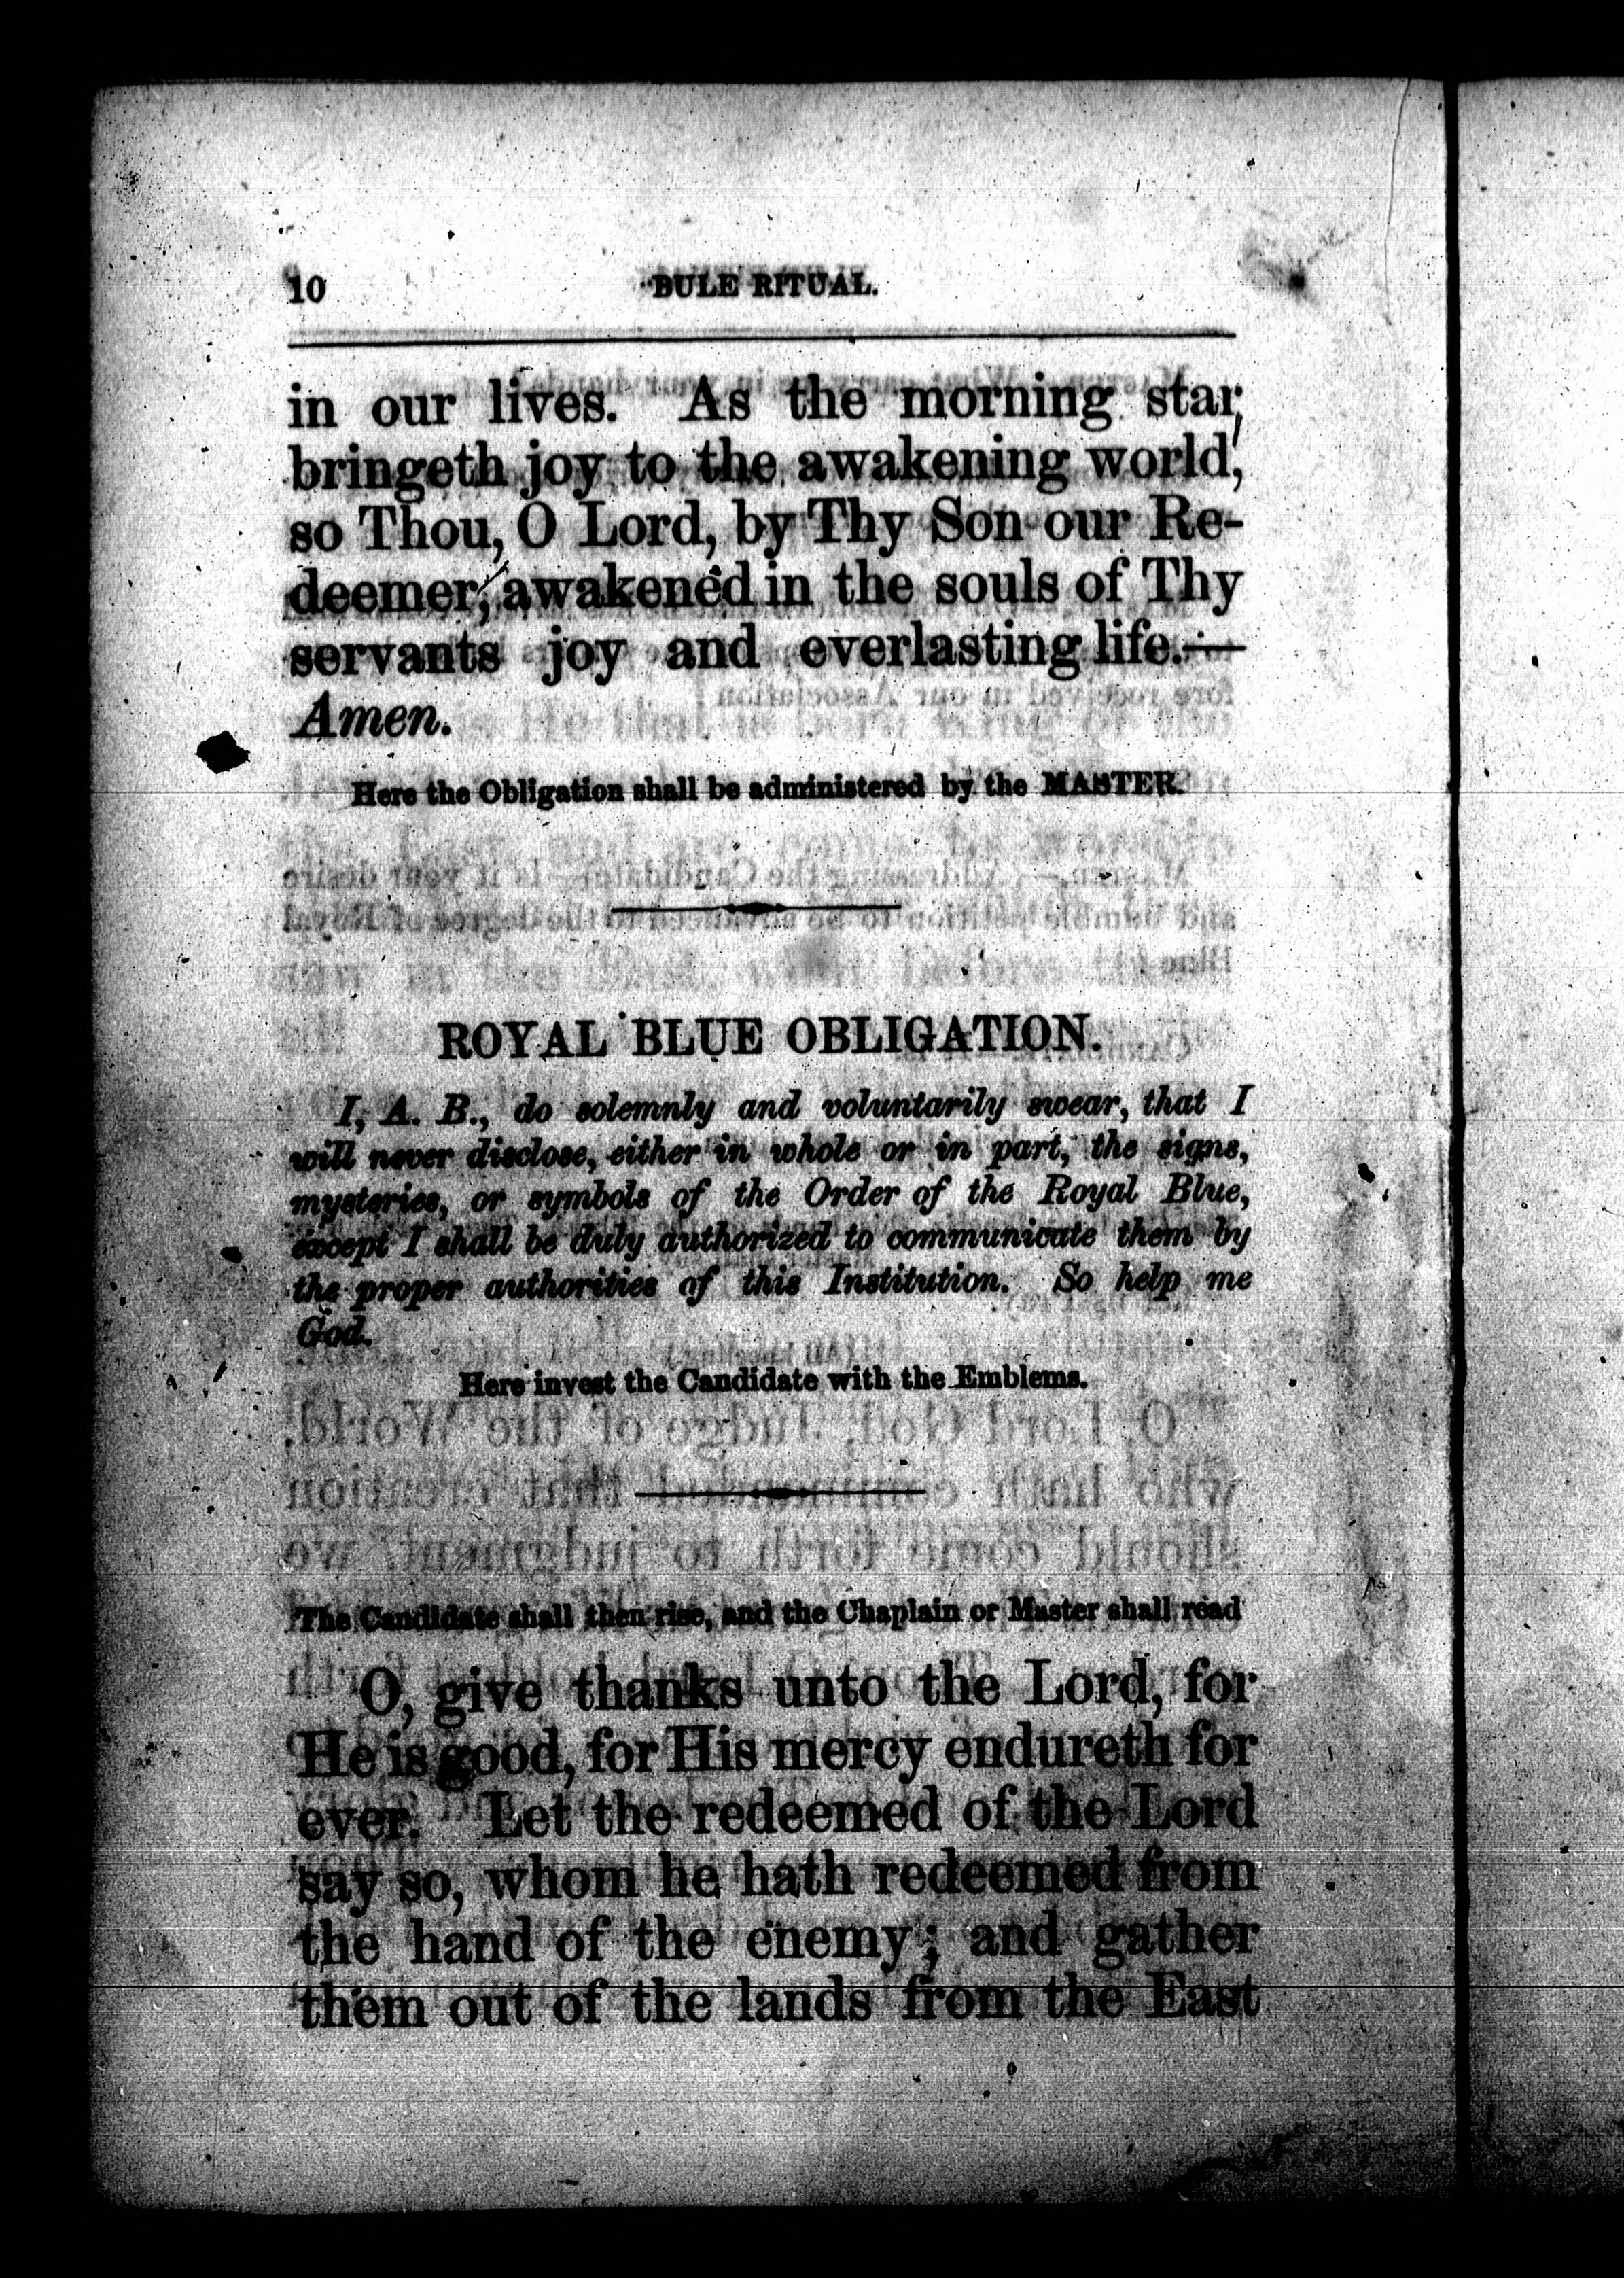 10 BULE RITUAL.
in our lives. As the morning star,
bringeth joy to the awakening world,
so Thou, O Lord, by Thy Son our Re-
deemer, awakened in the souls of Thy
servants joy and everlasting life.—
Amen.
Here the Obligation shall be administered by the MASTER.
ROYAL BLUE OBLIGATION.
I, A. B., do solemnly and voluntarily swear, that I
will never disclose, either in whole or in part, the signs,
mysteries, or symbols of the Order of the Royal Blue,
except I shall be duly authorized to communicate them by
the proper authorities of this Institution. So help me
God.
Here invest the Candidate with the Emblems.
The Candidate shall then rise, and the Chaplain or Master shall read
O, give thanks unto the Lord, for
He is good, for His mercy endureth for
ever. Let the redeemed of the Lord
say so, whom he hath redeemed from
the hand of the enemy; and gather
them out of the lands from the East